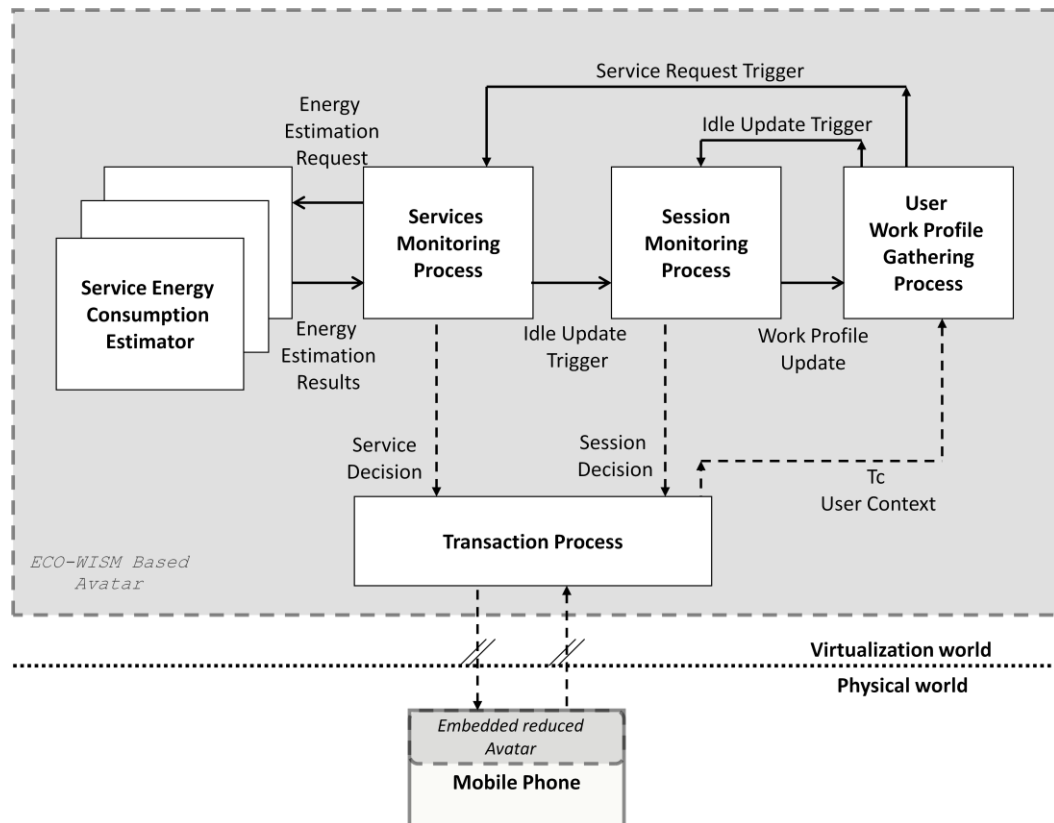 Service Request Trigger
Energy
Estimation
Request
Idle Update Trigger
Services
Monitoring
Process
Session
Monitoring
Process
User
Work Profile
Gathering
Process
Service Energy
Consumption
Estimator
Energy
Estimation
Results
Idle Update
Trigger
Work Profile
Update
Service
Decision
Session
Decision
Tc
User Context
Transaction Process
ECO-WISM Based
Avatar
Virtualization world
Physical world
Embedded reduced
Avatar
Mobile Phone